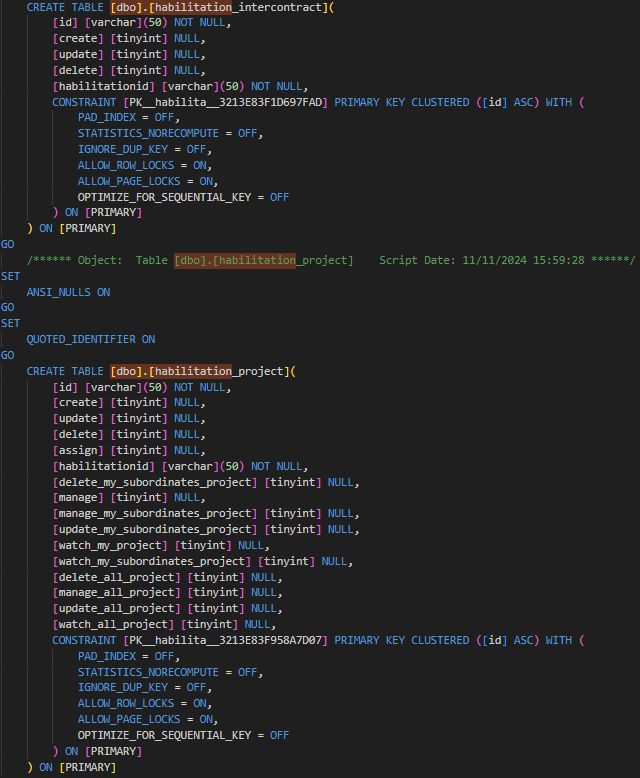 CREATE TABLE [dbo].[habilitation_intercontract](
[id] [varchar](50) NOT NULL,
[create] [tinyint] NULL,
[update] [tinyint] NULL,
[delete] [tinyint] NULL,
[habilitationid] [varchar](50) NOT NULL,
CONSTRAINT [PK__habilita__3213E83F1D697FAD] PRIMARY KEY CLUSTERED ([id] ASC) WITH (
PAD_INDEX = OFF,
STATISTICS_NORECOMPUTE = OFF,
IGNORE_DUP_KEY = OFF,
ALLOW_ROW_LOCKS = ON,
ALLOW_PAGE_LOCKS = ON,
OPTIMIZE_FOR_SEQUENTIAL_KEY = OFF
) ON [PRIMARY]
) ON [PRIMARY]
GO
/****** Object:  Table [dbo].[habilitation_project]    Script Date: 11/11/2024 15:59:28 ******/
SET
ANSI_NULLS ON
GO
SET
QUOTED_IDENTIFIER ON
GO
CREATE TABLE [dbo].[habilitation_project](
[id] [varchar](50) NOT NULL,
[create] [tinyint] NULL,
[update] [tinyint] NULL,
[delete] [tinyint] NULL,
[assign] [tinyint] NULL,
[habilitationid] [varchar](50) NOT NULL,
[delete_my_subordinates_project] [tinyint] NULL,
[manage] [tinyint] NULL,
[manage_my_subordinates_project] [tinyint] NULL,
[update_my_subordinates_project] [tinyint] NULL,
[watch_my_project] [tinyint] NULL,
[watch_my_subordinates_project] [tinyint] NULL,
[delete_all_project] [tinyint] NULL,
[manage_all_project] [tinyint] NULL,
[update_all_project] [tinyint] NULL,
[watch_all_project] [tinyint] NULL,
CONSTRAINT [PK__habilita__3213E83F958A7D07] PRIMARY KEY CLUSTERED ([id] ASC) WITH (
PAD_INDEX = OFF,
STATISTICS_NORECOMPUTE = OFF,
IGNORE_DUP_KEY = OFF,
ALLOW_ROW_LOCKS = ON,
ALLOW_PAGE_LOCKS = ON,
OPTIMIZE_FOR_SEQUENTIAL_KEY = OFF
) ON [PRIMARY]
) ON [PRIMARY]